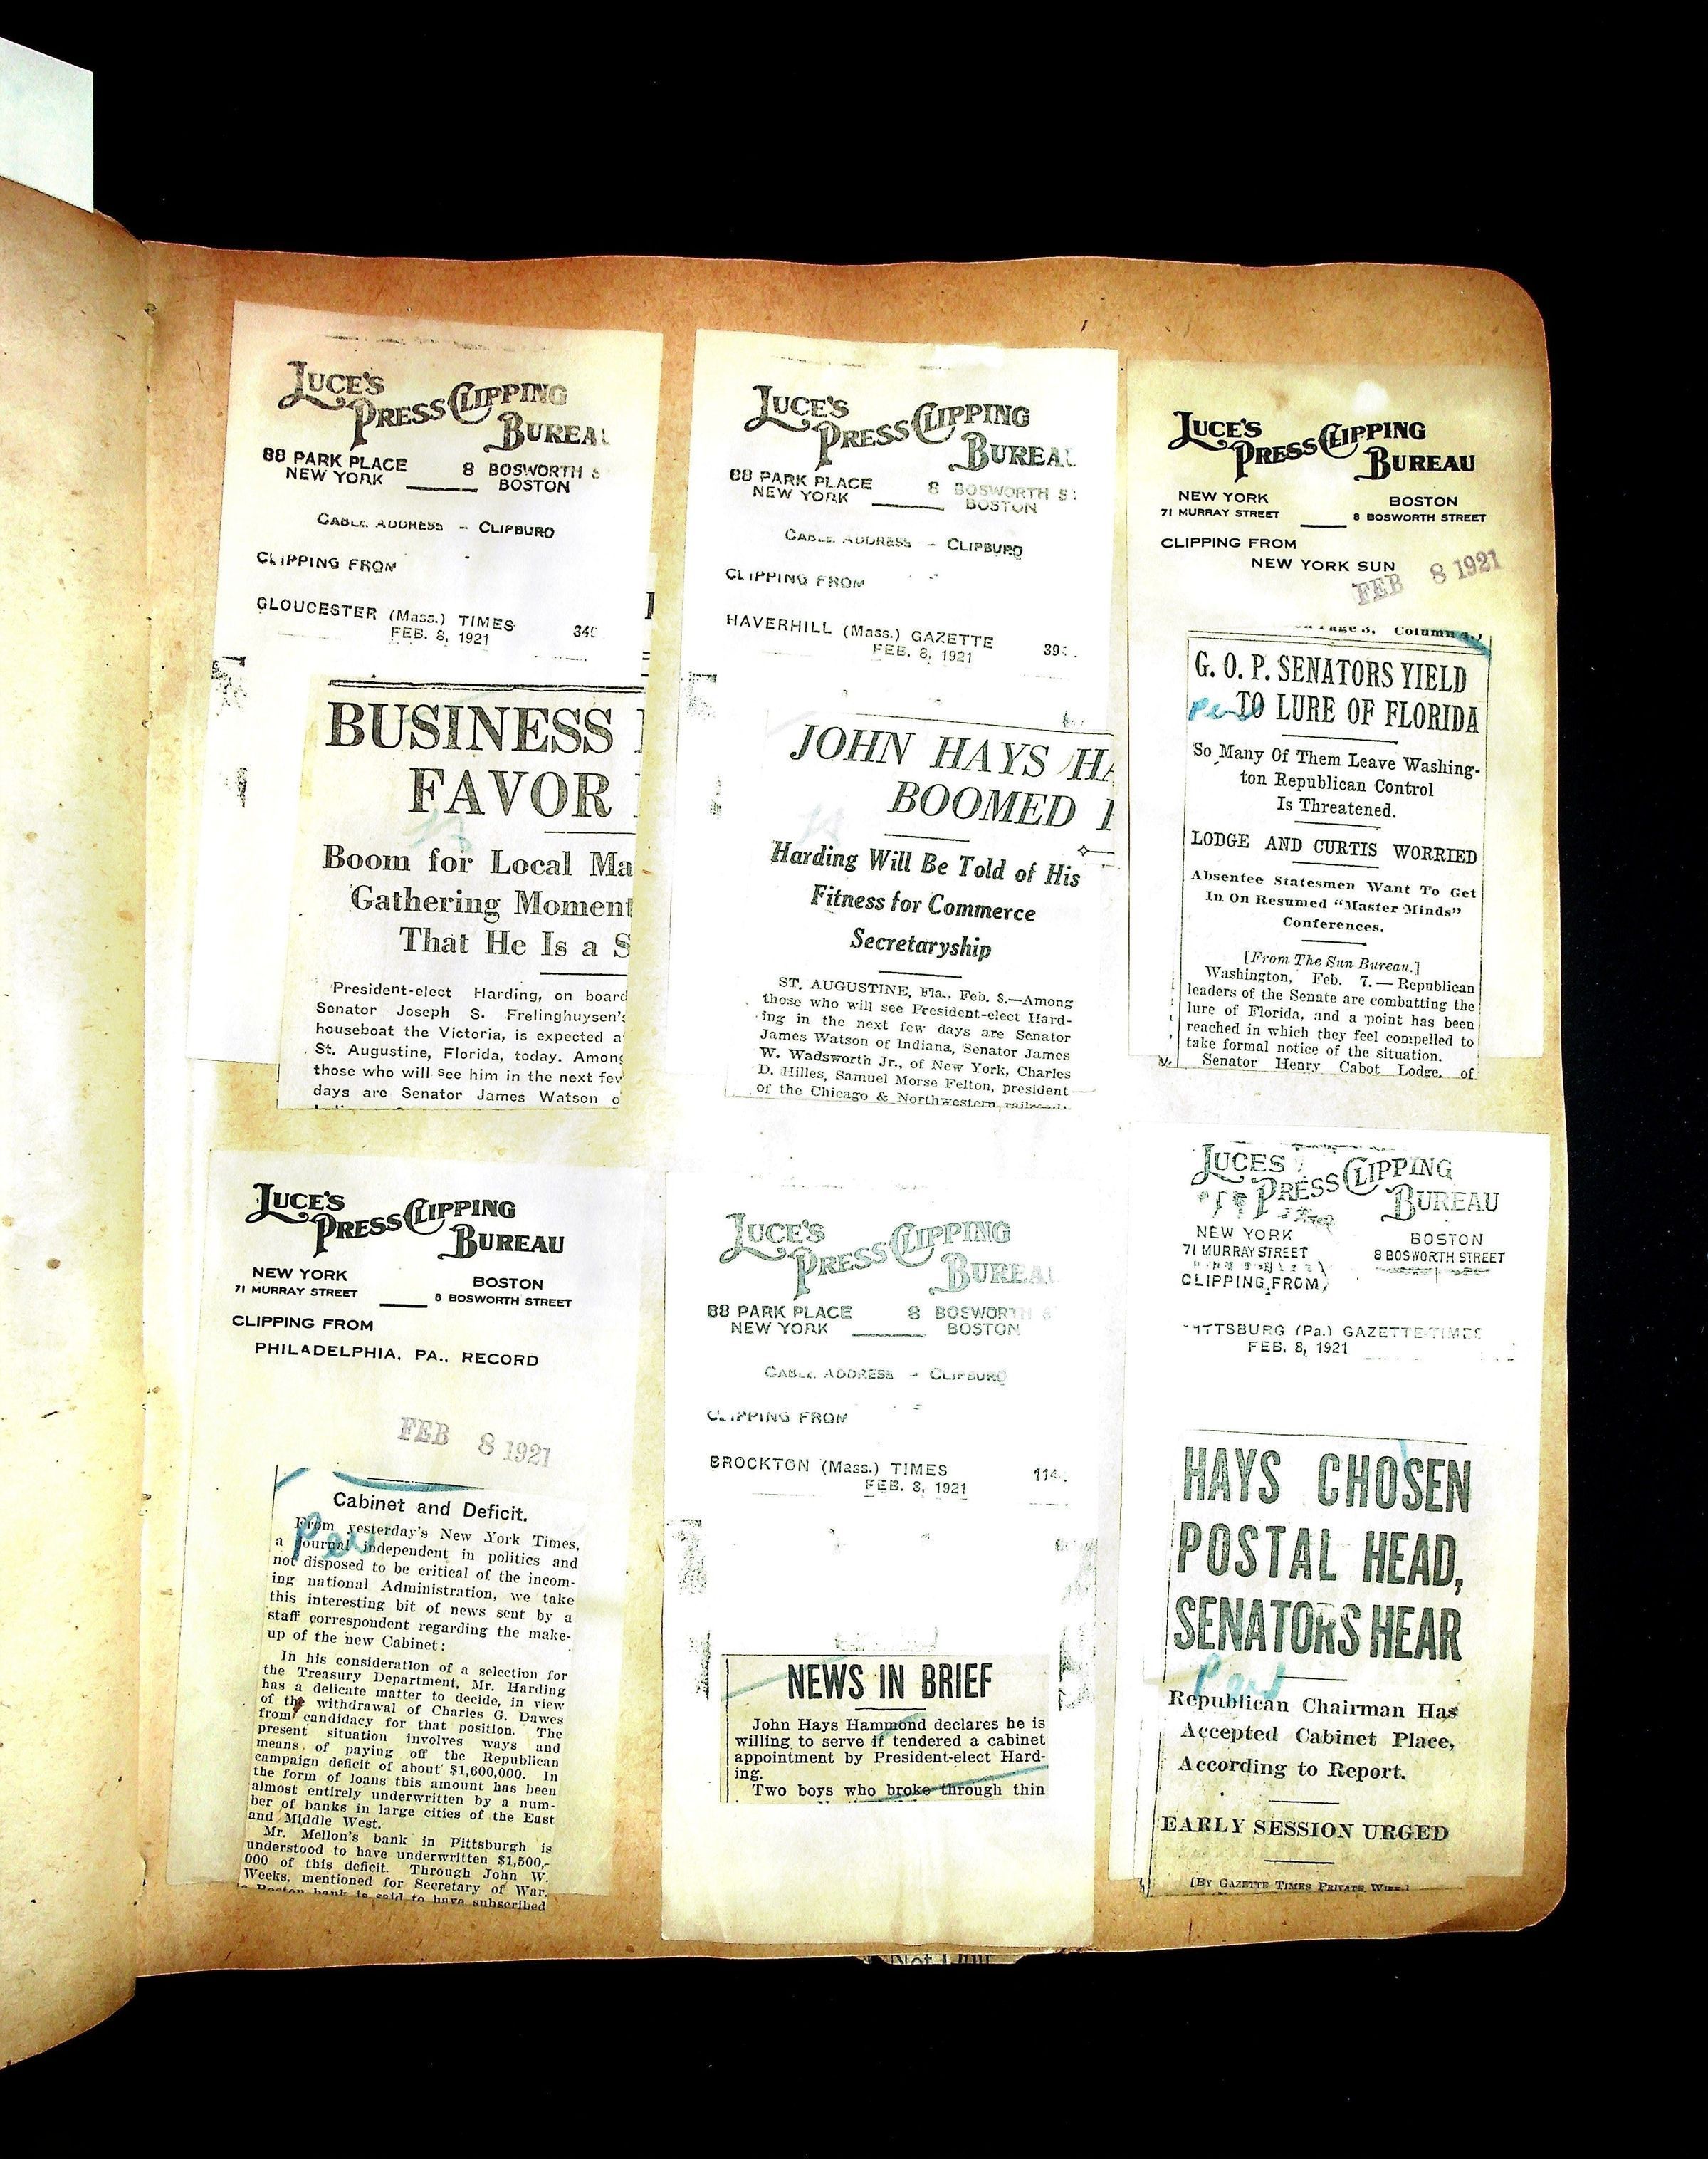 LUCE'S
PRESS CLIPPING
BUREAU
88 PARK PLACE 8 BOSWORTH S
NEW YORK BOSTON
CABLE ADDRESS - CLIPBURO
CLIPPING FROM
GLOUCESTER (Mass.) TIMES
FEB. 8, 1921
BUSINESS
FAVOR
Boom for Local Ma
Gathering Moment
That He Is a S
President-elect Harding, on board
Senator Joseph S. Frelinghuysen's
houseboat the Victoria, is expected a
St. Augustine, Florida, today. Among
those who will see him in the next few
days are Senator James Watson o
LUCE'S
PRESS CLIPPING
BUREAU
88 PARK PLACE 8 BOSWORTH ST
NEW YORK BOSTON
CABLE ADDRESS - CLIPBURO
CLIPPING FROM
HAVERHILL (Mass.) GAZETTE
FEB. 8, 1921
JOHN HAYS HA
BOOMED
Harding Will Be Told of His
Fitness for Commerce
Secretaryship
ST. AUGUSTINE, Fla., Feb. 8.—Among
those who will see President-elect Hard-
ing in the next few days are Senator
James Watson of Indiana, Senator James
W. Wadsworth Jr., of New York, Charles
D. Hilles, Samuel Morse Felton, president
of the Chicago & Northwestern railroad;
LUCE'S
PRESS CLIPPING
BUREAU
NEW YORK BOSTON
71 MURRAY STREET 8 BOSWORTH STREET
CLIPPING FROM
NEW YORK SUN
FEB 8 1921
Page 3, Column 4.)
G. O. P. SENATORS YIELD
TO LURE OF FLORIDA
So Many Of Them Leave Washing-
ton Republican Control
Is Threatened.
LODGE AND CURTIS WORRIED
Absentee Statesmen Want To Get
In On Resumed "Master Minds"
Conferences.
[From The Sun Bureau.]
Washington, Feb. 7.—Republican
leaders of the Senate are combatting the
lure of Florida, and a point has been
reached in which they feel compelled to
take formal notice of the situation.
Senator Henry Cabot Lodge, of
LUCE'S
PRESS CLIPPING
BUREAU
NEW YORK BOSTON
71 MURRAY STREET 8 BOSWORTH STREET
CLIPPING FROM
PHILADELPHIA, PA., RECORD
FEB 8 1921
Cabinet and Deficit.
From yesterday's New York Times,
a journal independent in politics and
not disposed to be critical of the incom-
ing national Administration, we take
this interesting bit of news sent by a
staff correspondent regarding the make-
up of the new Cabinet:
In his consideration of a selection for
the Treasury Department, Mr. Harding
has a delicate matter to decide, in view
of the withdrawal of Charles G. Dawes
from candidacy for that position. The
present situation involves ways and
means of paying off the Republican
campaign deficit of about $1,600,000. In
the form of loans this amount has been
almost entirely underwritten by a num-
ber of banks in large cities of the East
and Middle West.
Mr. Mellon's bank in Pittsburgh is
understood to have underwritten $1,500,-
000 of this deficit. Through John W.
Weeks, mentioned for Secretary of War,
a Boston bank is said to have subscribed
LUCE'S
PRESS CLIPPING
BUREAU
88 PARK PLACE 8 BOSWORTH S
NEW YORK BOSTON
CABLE ADDRESS - CLIPBURO
CLIPPING FROM
BROCKTON (Mass.) TIMES 114
FEB. 8, 1921
NEWS IN BRIEF
John Hays Hammond declares he is
willing to serve if tendered a cabinet
appointment by President-elect Hard-
ing.
Two boys who broke through thin
LUCE'S
PRESS CLIPPING
BUREAU
NEW YORK BOSTON
71 MURRAY STREET 8 BOSWORTH STREET
CLIPPING FROM
PITTSBURG (Pa.) GAZETTE-TIMES
FEB. 8, 1921
HAYS CHOSEN
POSTAL HEAD,
SENATORS HEAR
Republican Chairman Has
Accepted Cabinet Place,
According to Report.
EARLY SESSION URGED
[BY GAZETTE TIMES PRIVATE WIRE.]